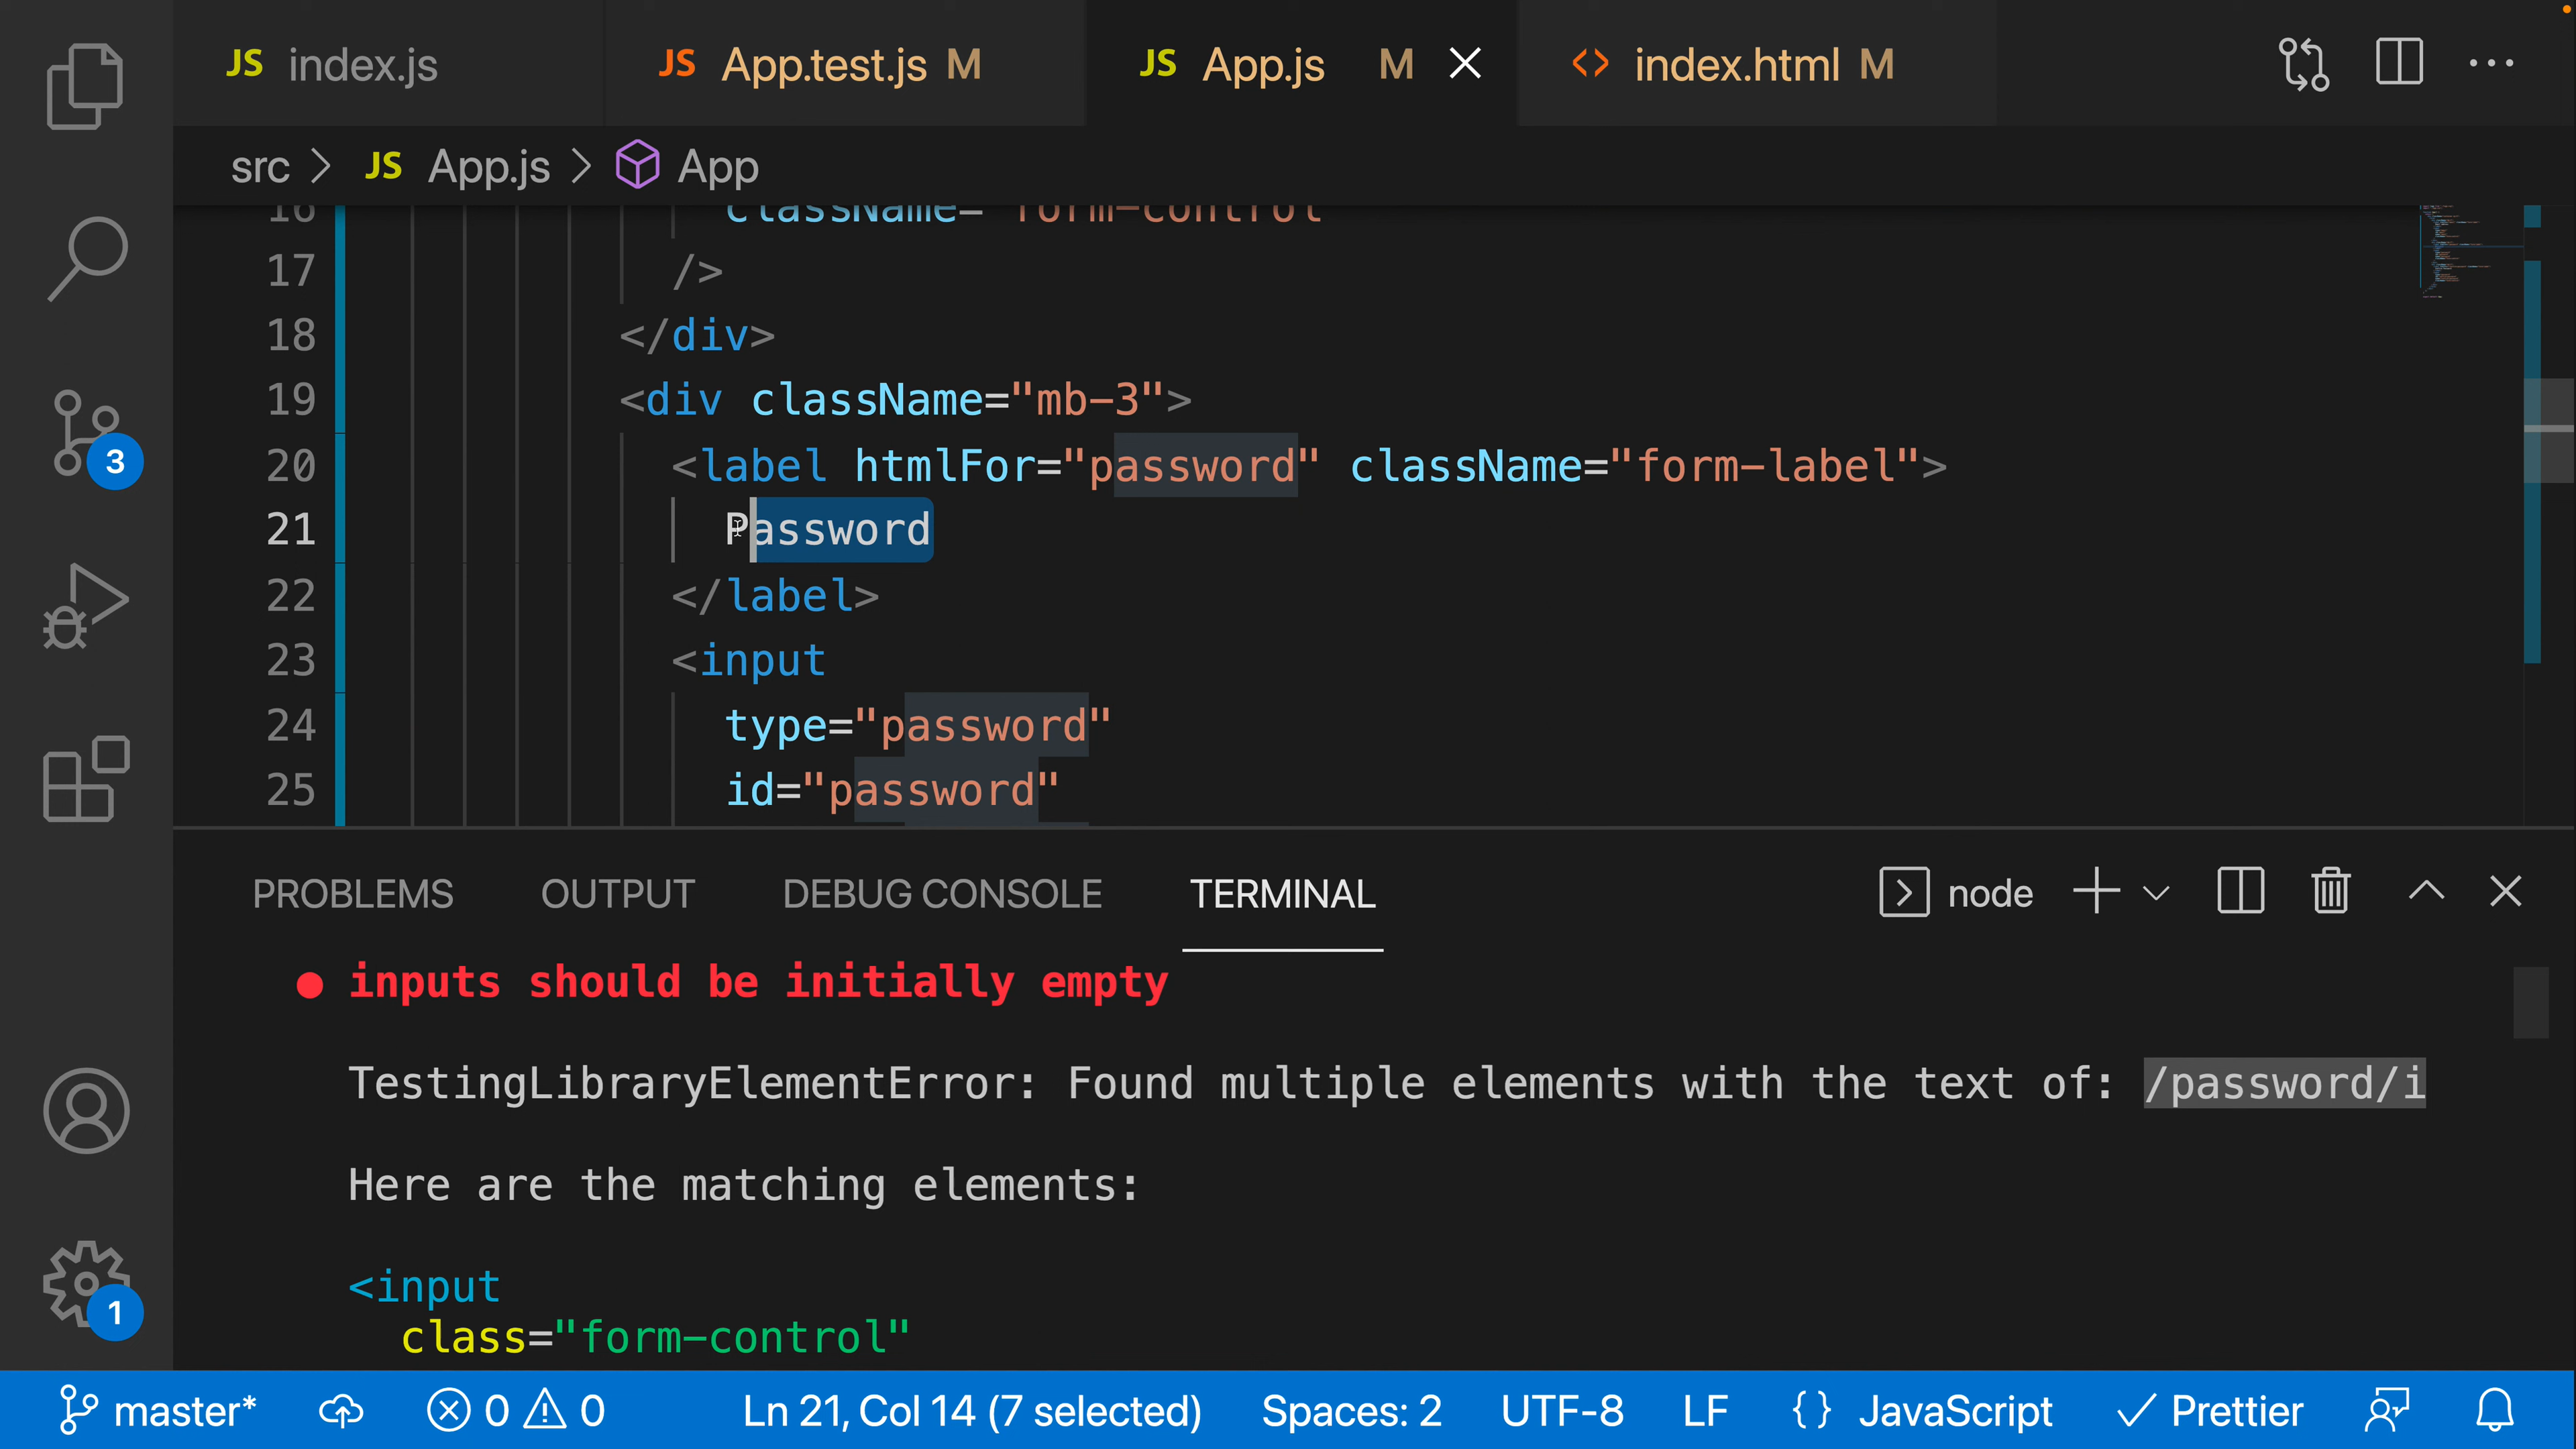 JS index.js
JS App.test.js M
JS App.js M
<> index.html M
src > JS App.js > App
16 className="form-control"
17 />
18 </div>
19 <div className="mb-3">
20 <label htmlFor="password" className="form-label">
21 Password
22 </label>
23 <input
24 type="password"
25 id="password"
3
1
PROBLEMS OUTPUT DEBUG CONSOLE TERMINAL node
● inputs should be initially empty
TestingLibraryElementError: Found multiple elements with the text of: /password/i
Here are the matching elements:
<input
class="form-control"
master* 0 0 Ln 21, Col 14 (7 selected) Spaces: 2 UTF-8 LF {} JavaScript Prettier